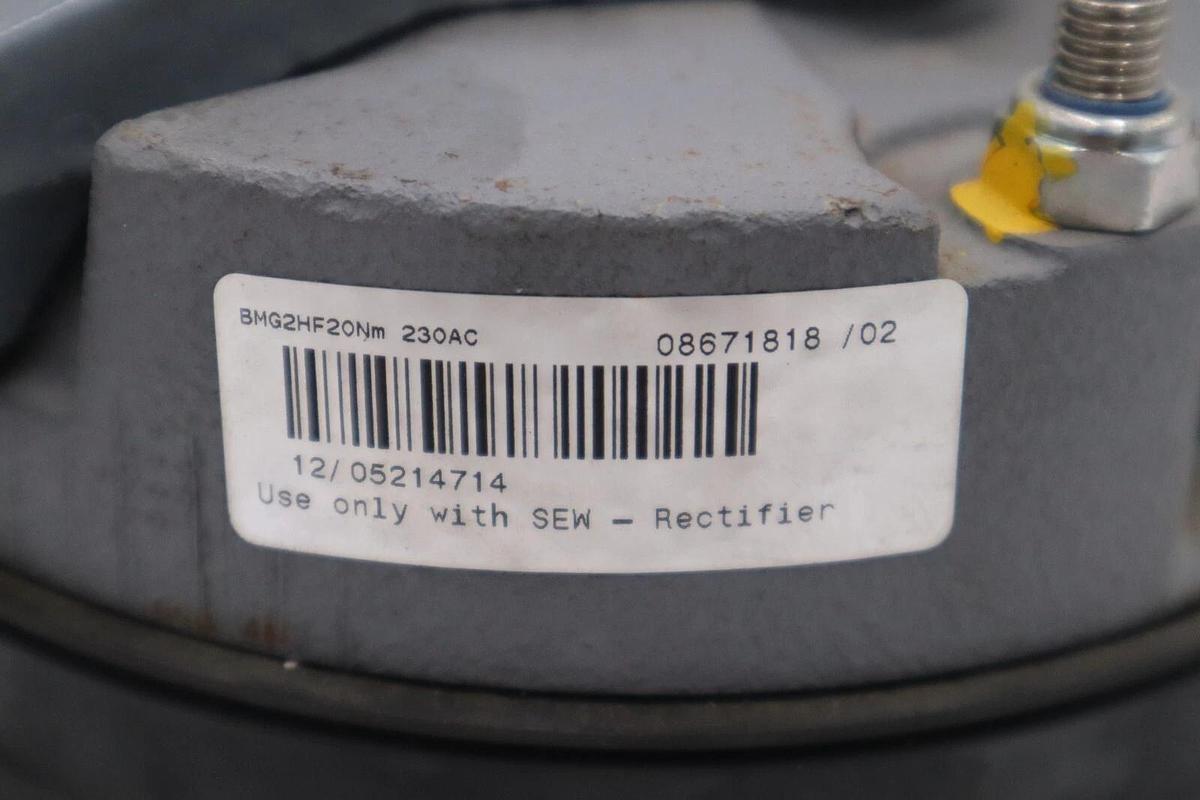 BMG2HF20Nm 230AC 08671818 /02
12/05214714
Use only with SEW – Rectifier